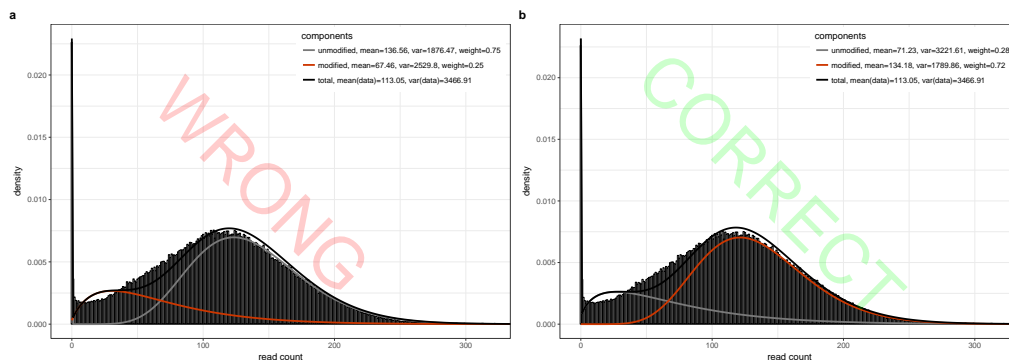 a
components
unmodified, mean=136.56, var=1876.47, weight=0.75
modified, mean=67.46, var=2529.8, weight=0.25
total, mean(data)=113.05, var(data)=3466.91
WRONG
density
0.020
0.015
0.010
0.005
0.000
0
100
200
300
read count
b
components
unmodified, mean=71.23, var=3221.61, weight=0.28
modified, mean=134.18, var=1789.86, weight=0.72
total, mean(data)=113.05, var(data)=3466.91
CORRECT
density
0.020
0.015
0.010
0.005
0.000
0
100
200
300
read count